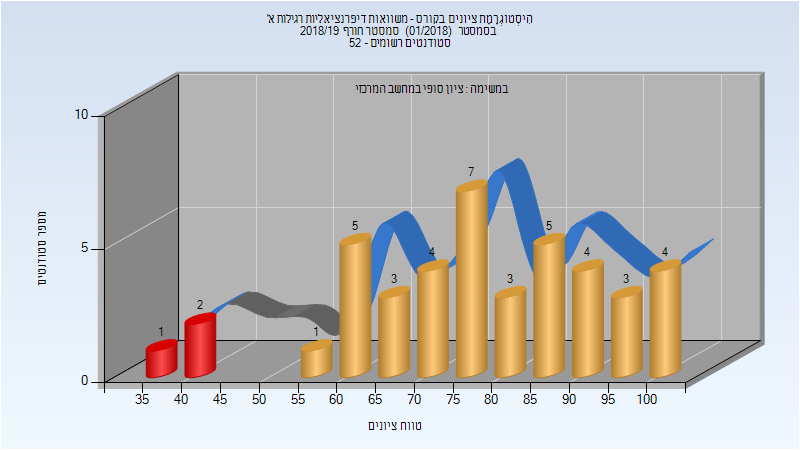 הִיסְטוֹגְרָמַת ציונים בקורס - משוואות דיפרנציאליות רגילות א'
בסמסטר (01/2018) סמסטר חורף 2018/19
סטודנטים רשומים - 52
במשימה : ציון סופי במחשב המרכזי
מספר סטודנטים
10
5
0
1
2
1
5
3
4
7
3
5
4
3
4
35 40 45 50 55 60 65 70 75 80 85 90 95 100
טווח ציונים